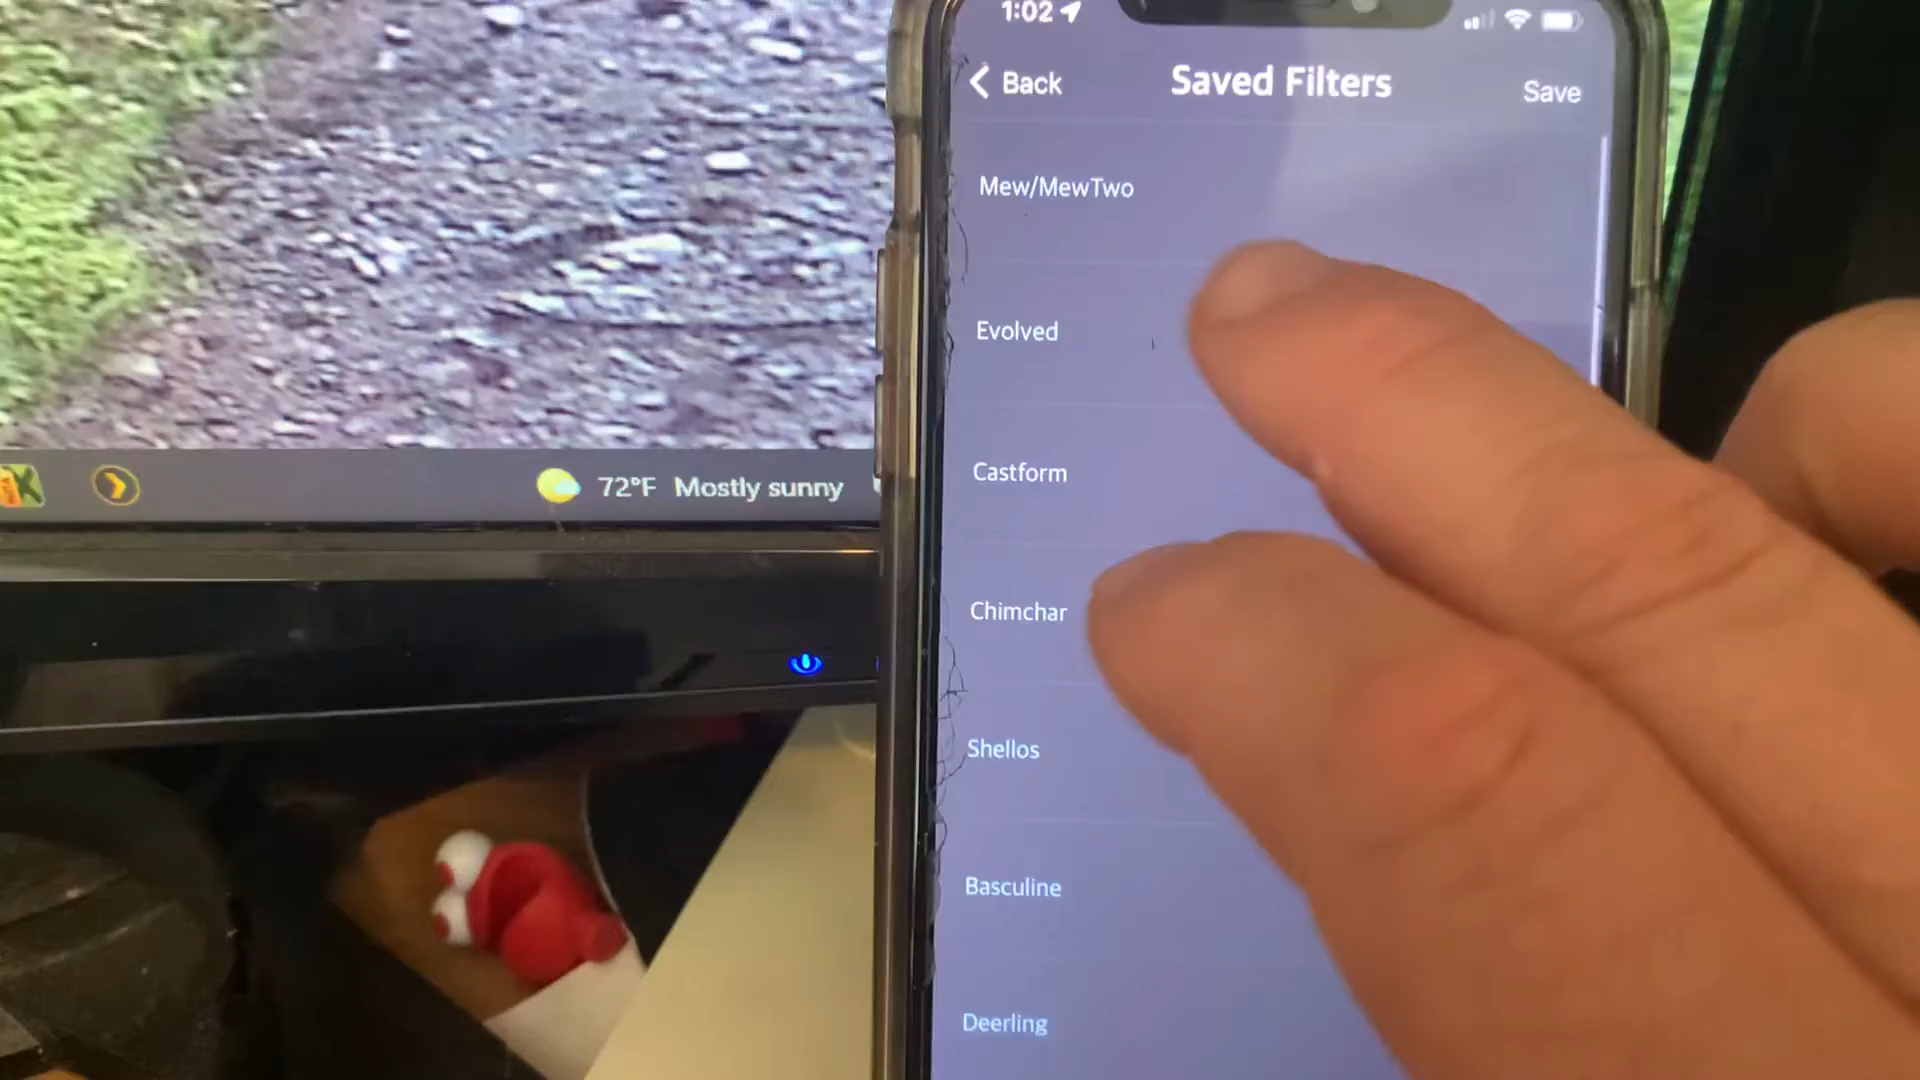 1:02
Back
Saved Filters
Save
Mew/MewTwo
Evolved
Castform
Chimchar
Shellos
Basculine
Deerling
72°F Mostly sunny